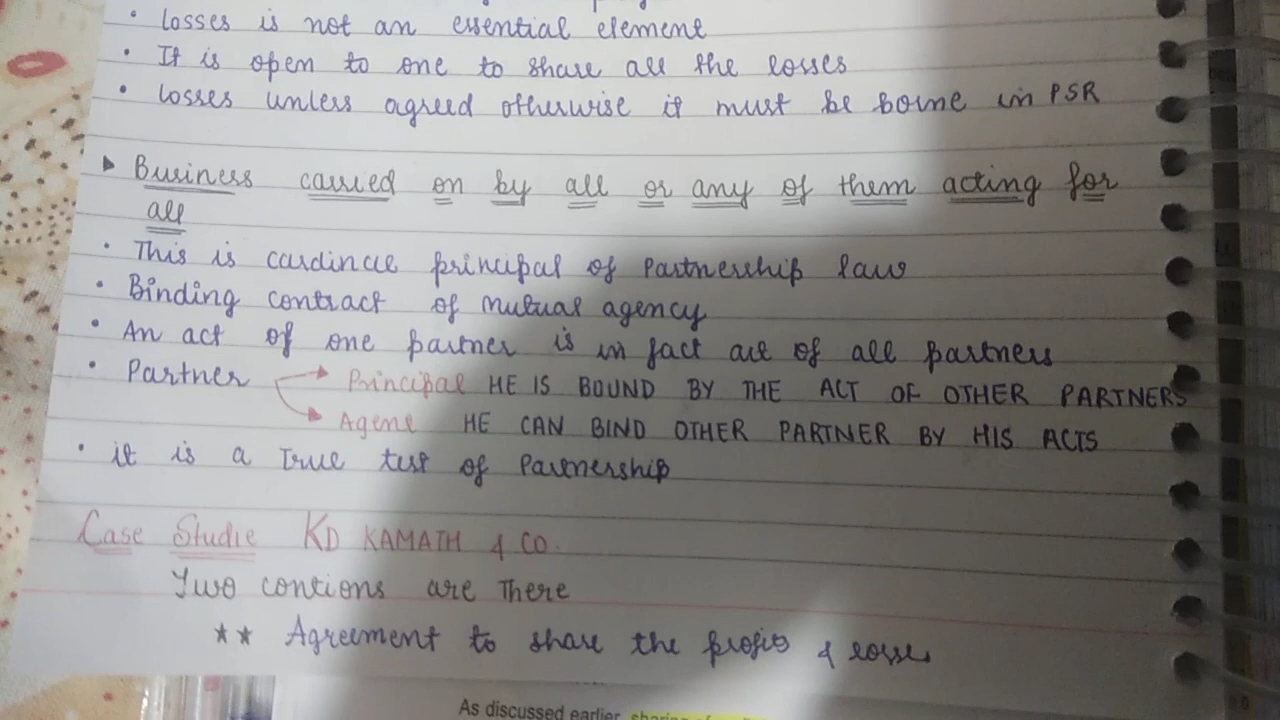 • Losses is not an essential element
• It is open to one to share all the losses
• Losses unless agreed otherwise it must be borne in PSR
▸ Business carried on by all or any of them acting for
all
• This is cardinal principal of Partnership law
• Binding contract of mutual agency
• An act of one partner is in fact act of all partners
• Partner → Principal HE IS BOUND BY THE ACT OF OTHER PARTNERS
→ Agent HE CAN BIND OTHER PARTNER BY HIS ACTS
• it is a True test of Partnership
Case Studie KD KAMATH & CO.
Two contions are There
** Agreement to share the profits & losses
As discussed earlier,